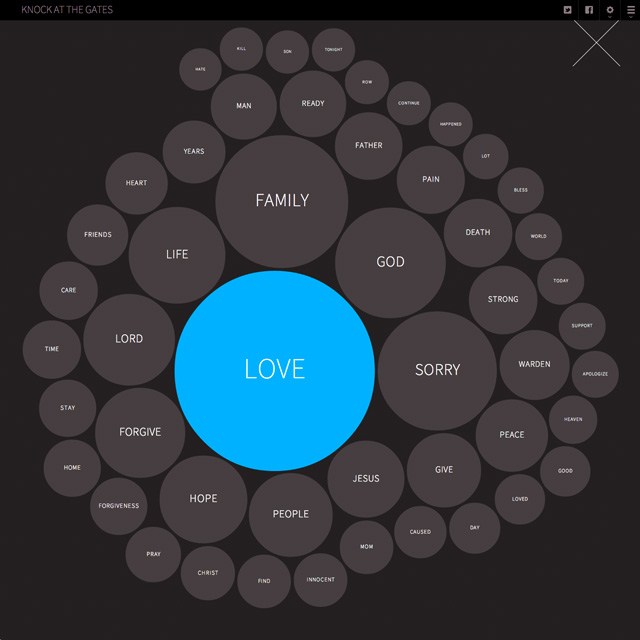 KNOCK AT THE GATES
KILL
SON
TONIGHT
HATE
MOM
MAN
READY
CONTINUE
HAPPENED
YEARS
FATHER
LOT
HEART
FAMILY
PAIN
BLESS
FRIENDS
LIFE
GOD
DEATH
WORLD
CARE
STRONG
TODAY
TIME
LORD
LOVE
SORRY
WARDEN
SUPPORT
APOLOGIZE
STAY
FORGIVE
PEACE
HEAVEN
HOME
HOPE
PEOPLE
JESUS
GIVE
GOOD
FORGIVENESS
LOVED
PRAY
MOM
CAUSED
DAY
CHRIST
FIND
INNOCENT